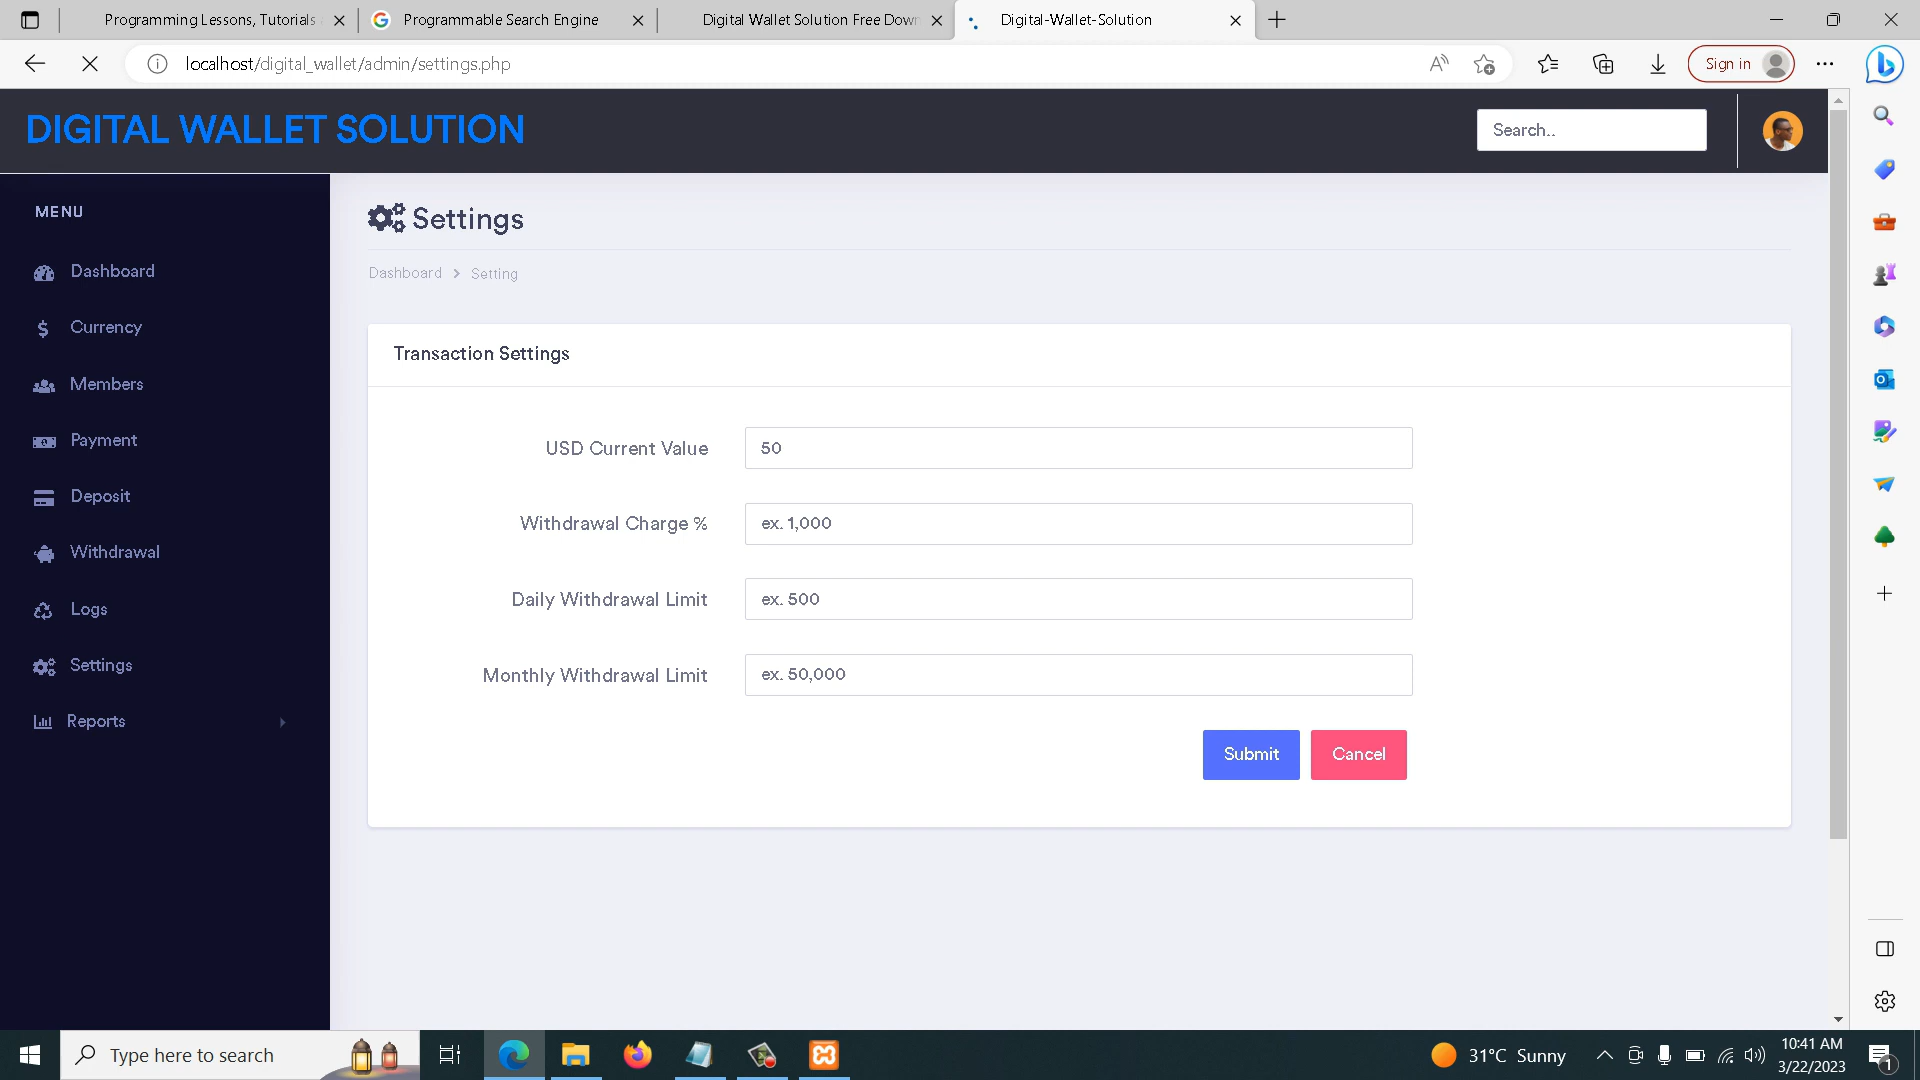 Programming Lessons, Tutorials
Programmable Search Engine
Digital Wallet Solution Free Down
Digital-Wallet-Solution
localhost/digital_wallet/admin/settings.php
Sign in
DIGITAL WALLET SOLUTION
Search..
MENU
Dashboard
Currency
Members
Payment
Deposit
Withdrawal
Logs
Settings
Reports
Settings
Dashboard > Setting
Transaction Settings
USD Current Value
50
Withdrawal Charge %
ex. 1,000
Daily Withdrawal Limit
ex. 500
Monthly Withdrawal Limit
ex. 50,000
Submit
Cancel
Type here to search
31°C Sunny
10:41 AM
3/22/2023
1